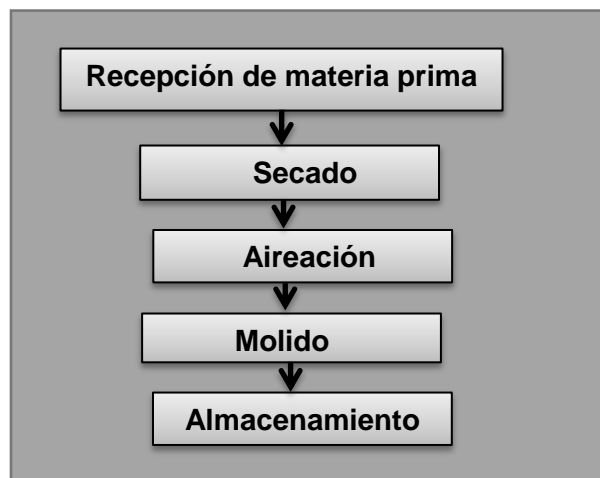 Recepción de materia prima
Secado
Aireación
Molido
Almacenamiento